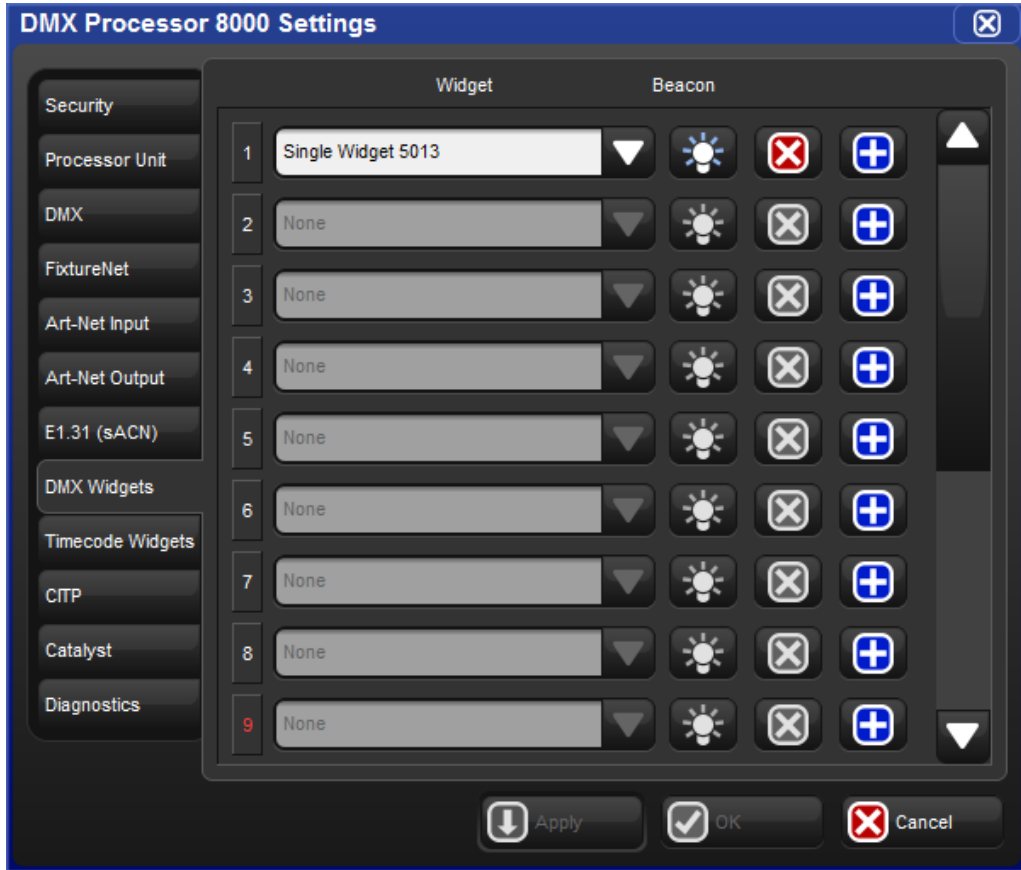 DMX Processor 8000 Settings
Security
Processor Unit
DMX
FixtureNet
Art-Net Input
Art-Net Output
E1.31 (sACN)
DMX Widgets
Timecode Widgets
CITP
Catalyst
Diagnostics
Widget Beacon
1 Single Widget 5013
2 None
3 None
4 None
5 None
6 None
7 None
8 None
9 None
Apply OK Cancel